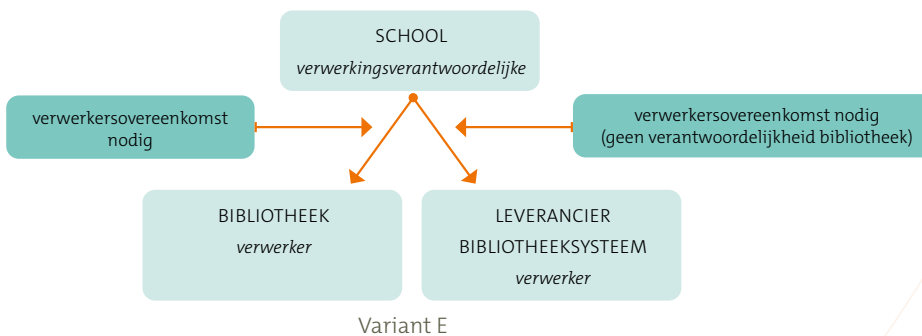 SCHOOL
verwerkingsverantwoordelijke
verwerkersovereenkomst
nodig
verwerkersovereenkomst nodig
(geen verantwoordelijkheid bibliotheek)
BIBLIOTHEEK
verwerker
LEVERANCIER
BIBLIOTHEEKSYSTEEM
verwerker
Variant E